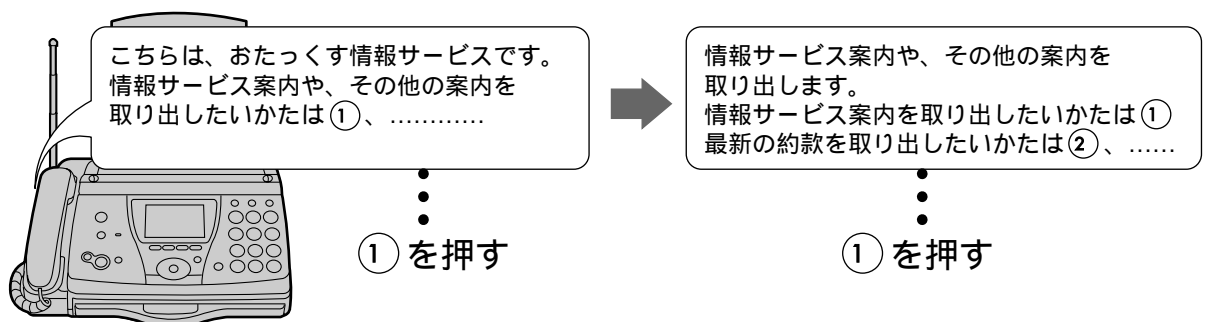 こちらは、おたっくす情報サービスです。
情報サービス案内や、その他の案内を
取り出したいかたは①、…………
①を押す
情報サービス案内や、その他の案内を
取り出します。
情報サービス案内を取り出したいかたは①
最新の約款を取り出したいかたは②、……
①を押す